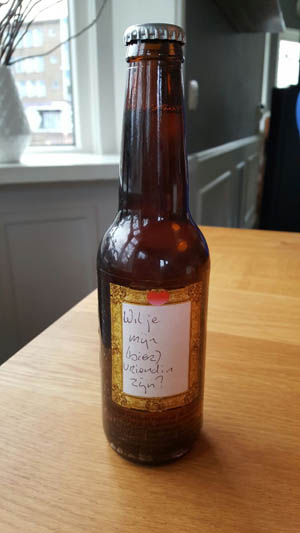 Wil je
mijn
(bier)
vriendin
zijn?